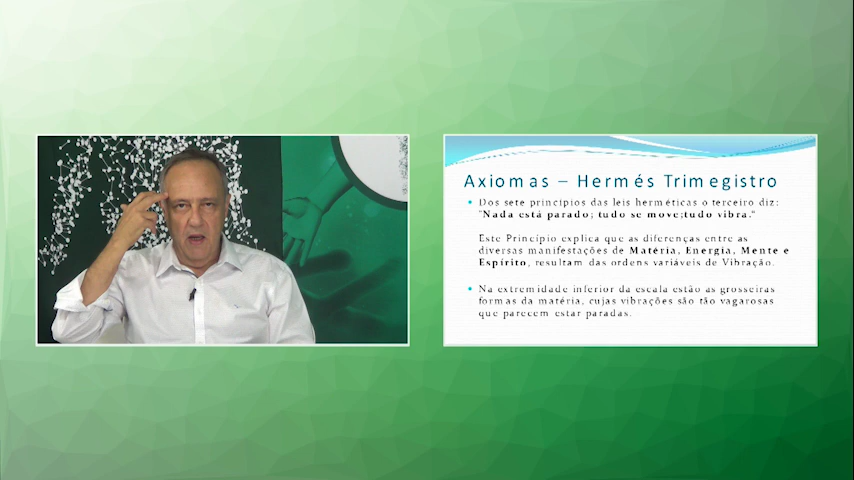 Axiomas – Hermés Trimegistro
Dos sete princípios das leis herméticas o terceiro diz:
"Nada está parado; tudo se move;tudo vibra."
Este Princípio explica que as diferenças entre as
diversas manifestações de Matéria, Energia, Mente e
Espírito, resultam das ordens variáveis de Vibração.
Na extremidade inferior da escala estão as grosseiras
formas da matéria, cujas vibrações são tão vagarosas
que parecem estar paradas.